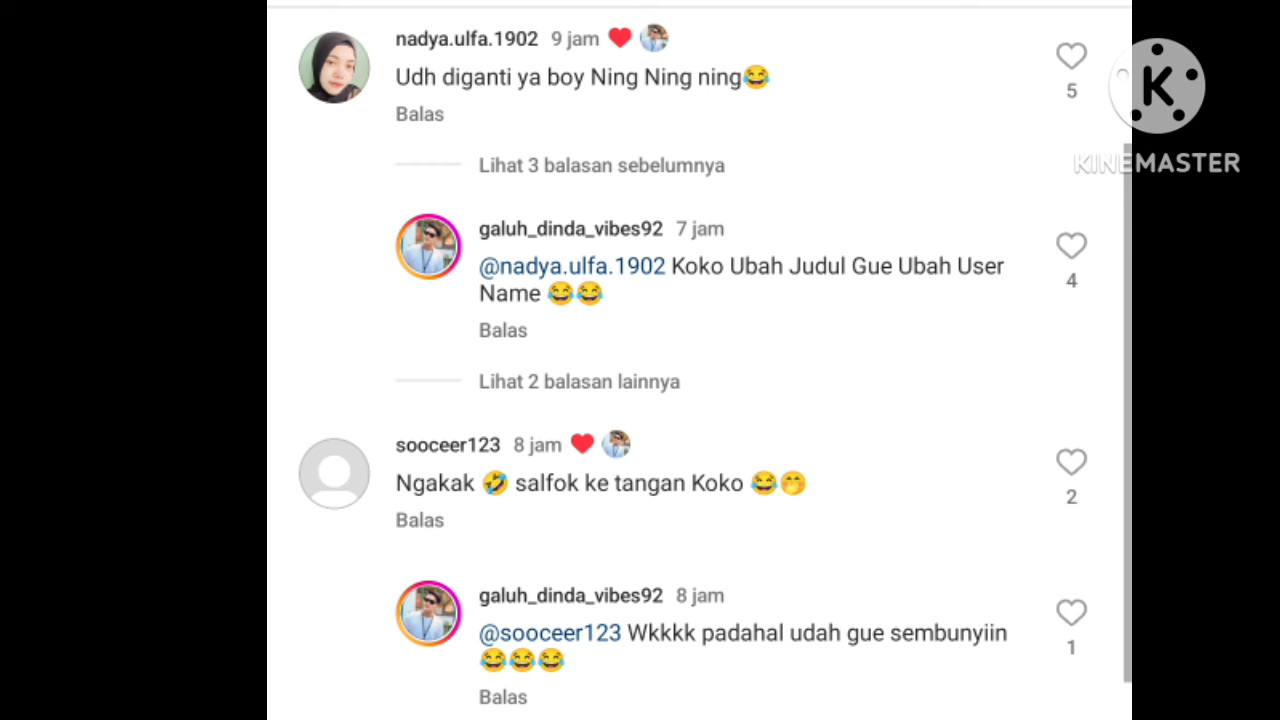 nadya.ulfa.1902 9 jam ❤️
Udh diganti ya boy Ning Ning ning😂
5
Balas
Lihat 3 balasan sebelumnya
galuh_dinda_vibes92 7 jam
@nadya.ulfa.1902 Koko Ubah Judul Gue Ubah User
Name 😂😂
4
Balas
Lihat 2 balasan lainnya
sooceer123 8 jam ❤️
Ngakak 🤣 salfok ke tangan Koko 😂🤭
2
Balas
galuh_dinda_vibes92 8 jam
@sooceer123 Wkkkk padahal udah gue sembunyiin
😂😂😂
1
Balas
K
KINEMASTER